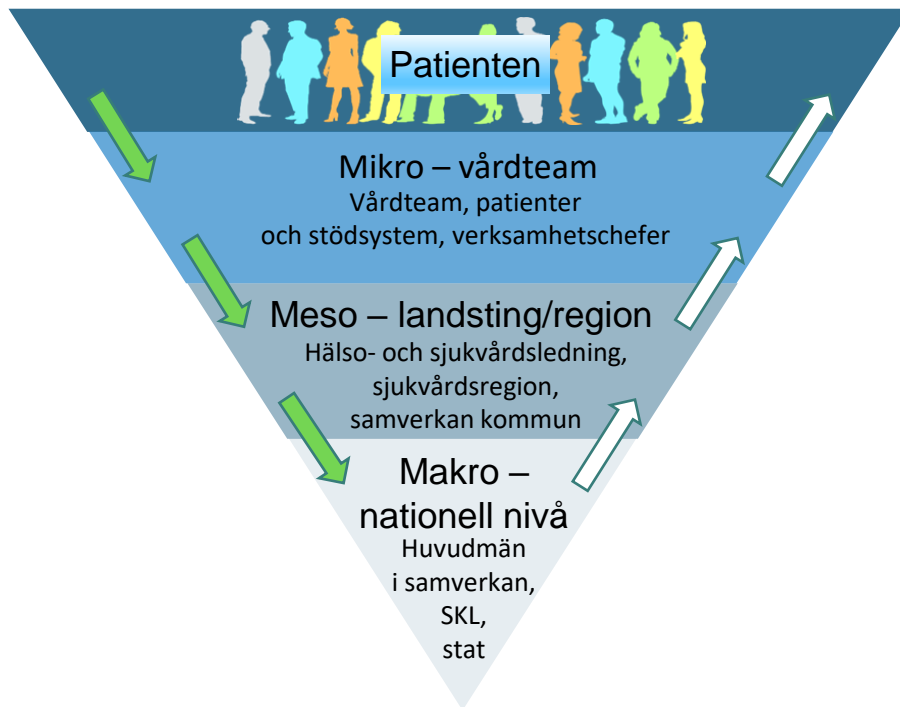 Patienten
Mikro – vårdteam
Vårdteam, patienter
och stödsystem, verksamhetschefer
Meso – landsting/region
Hälso- och sjukvårdsledning,
sjukvårdsregion,
samverkan kommun
Makro –
nationell nivå
Huvudmän
i samverkan,
SKL,
stat